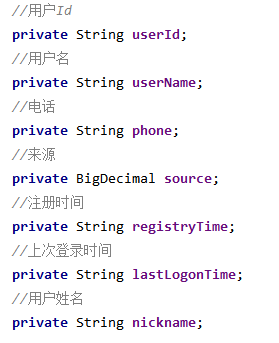 //用户Id
private String userId;
//用户名
private String userName;
//电话
private String phone;
//来源
private BigDecimal source;
//注册时间
private String registryTime;
//上次登录时间
private String lastLogonTime;
//用户姓名
private String nickname;